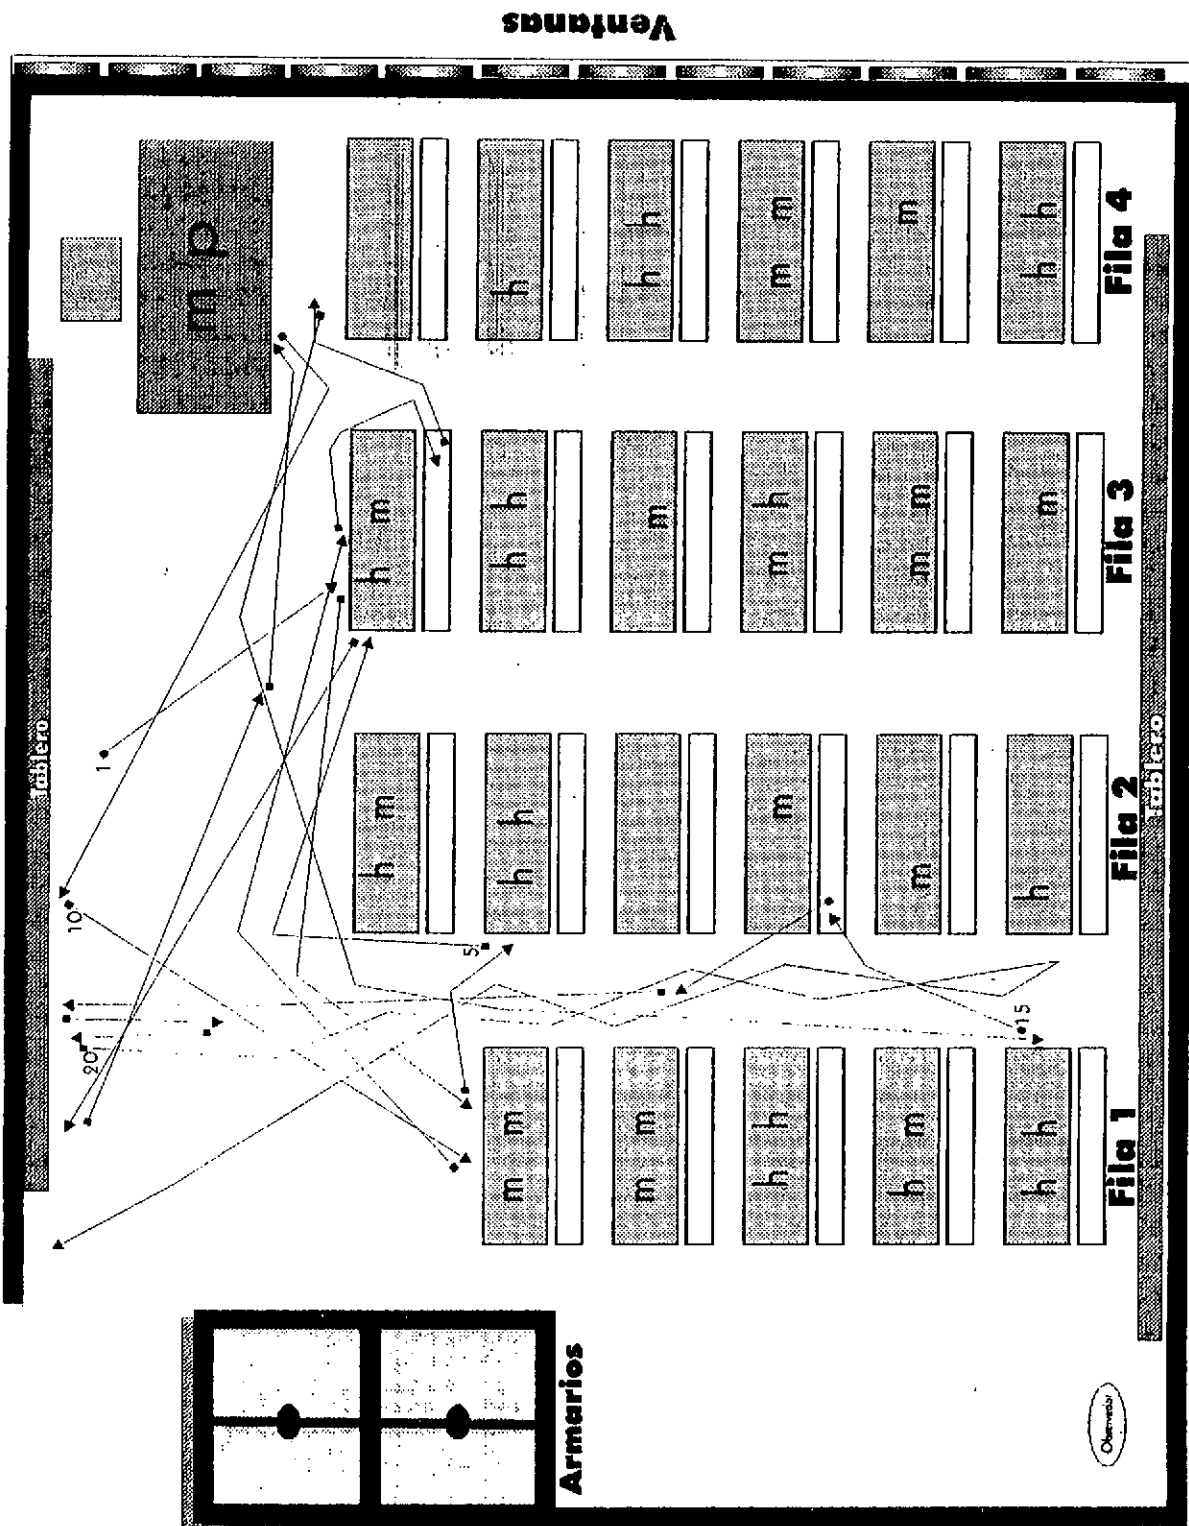 Ventanas
Tablero
m/p
h
h h
m m
m
h h
Fila 4
h m
h h
m
m h
m m
m
Fila 3
1
h m
h h
m
m
h
Fila 2
Tablero
10
5
15
20
m m
m m
h h
h m
h h
Fila 1
Armarios
Observador